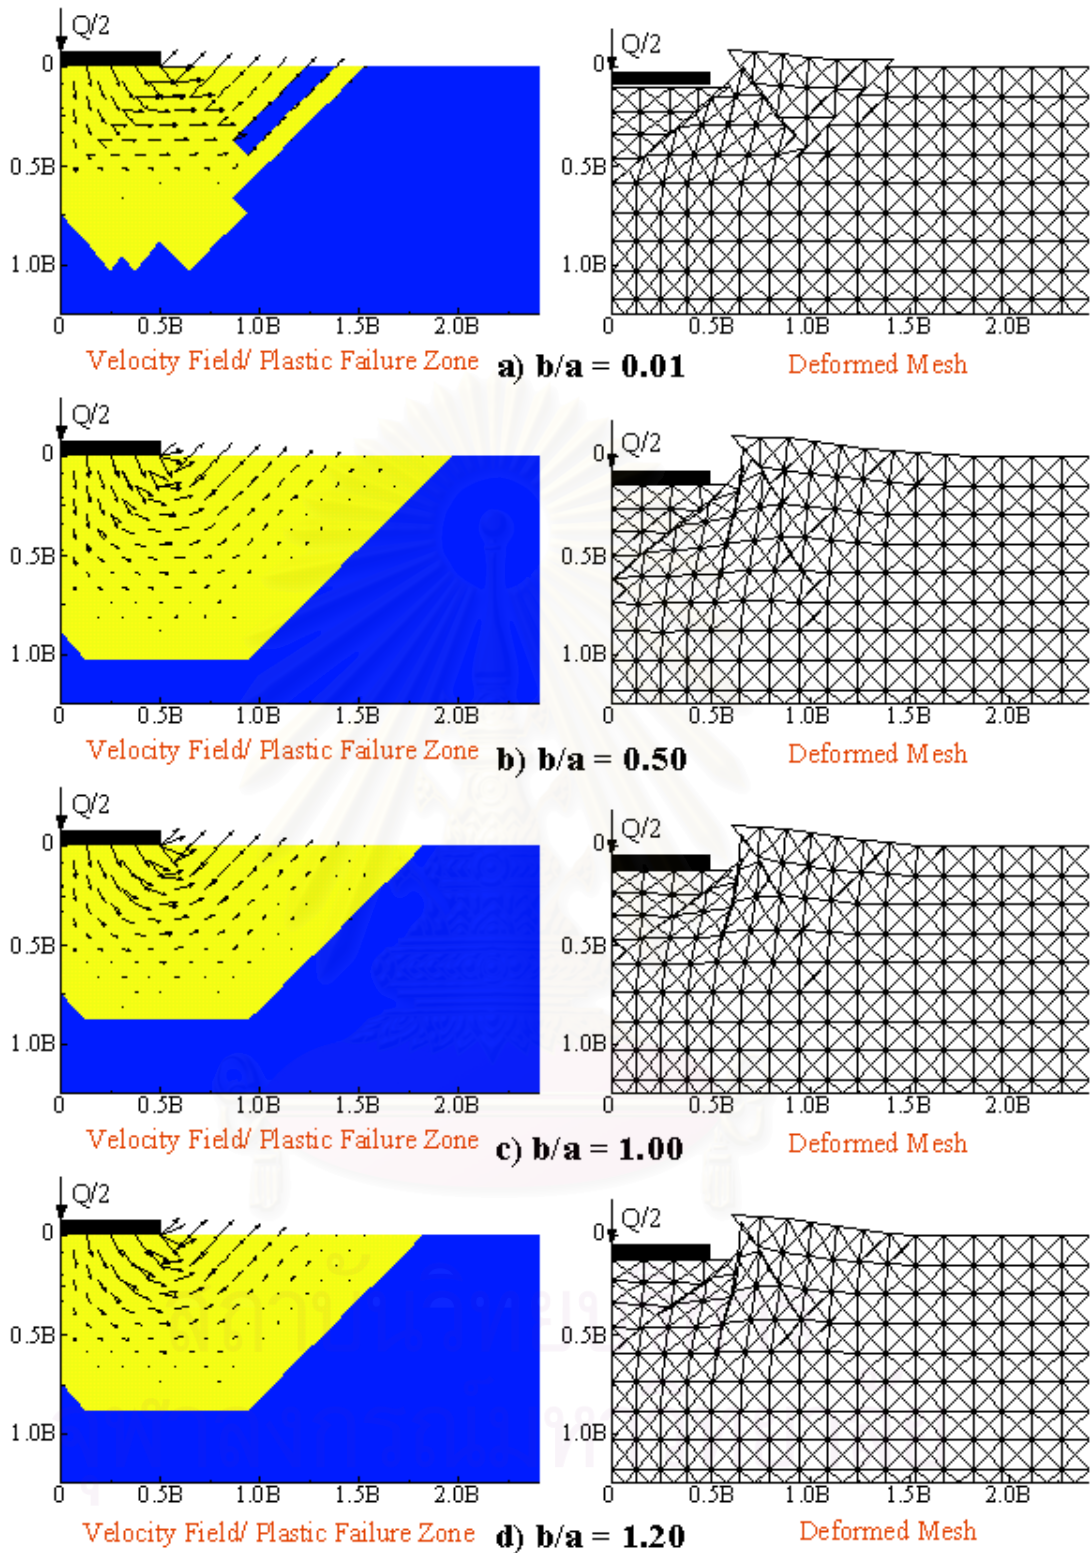 Q/2 Q/2
0 0
0.5B 0.5B
1.0B 1.0B
0 0.5B 1.0B 1.5B 2.0B 0 0.5B 1.0B 1.5B 2.0B
Velocity Field/ Plastic Failure Zone a) b/a = 0.01 Deformed Mesh
Q/2 Q/2
0 0
0.5B 0.5B
1.0B 1.0B
0 0.5B 1.0B 1.5B 2.0B 0 0.5B 1.0B 1.5B 2.0B
Velocity Field/ Plastic Failure Zone b) b/a = 0.50 Deformed Mesh
Q/2 Q/2
0 0
0.5B 0.5B
1.0B 1.0B
0 0.5B 1.0B 1.5B 2.0B 0 0.5B 1.0B 1.5B 2.0B
Velocity Field/ Plastic Failure Zone c) b/a = 1.00 Deformed Mesh
Q/2 Q/2
0 0
0.5B 0.5B
1.0B 1.0B
0 0.5B 1.0B 1.5B 2.0B 0 0.5B 1.0B 1.5B 2.0B
Velocity Field/ Plastic Failure Zone d) b/a = 1.20 Deformed Mesh